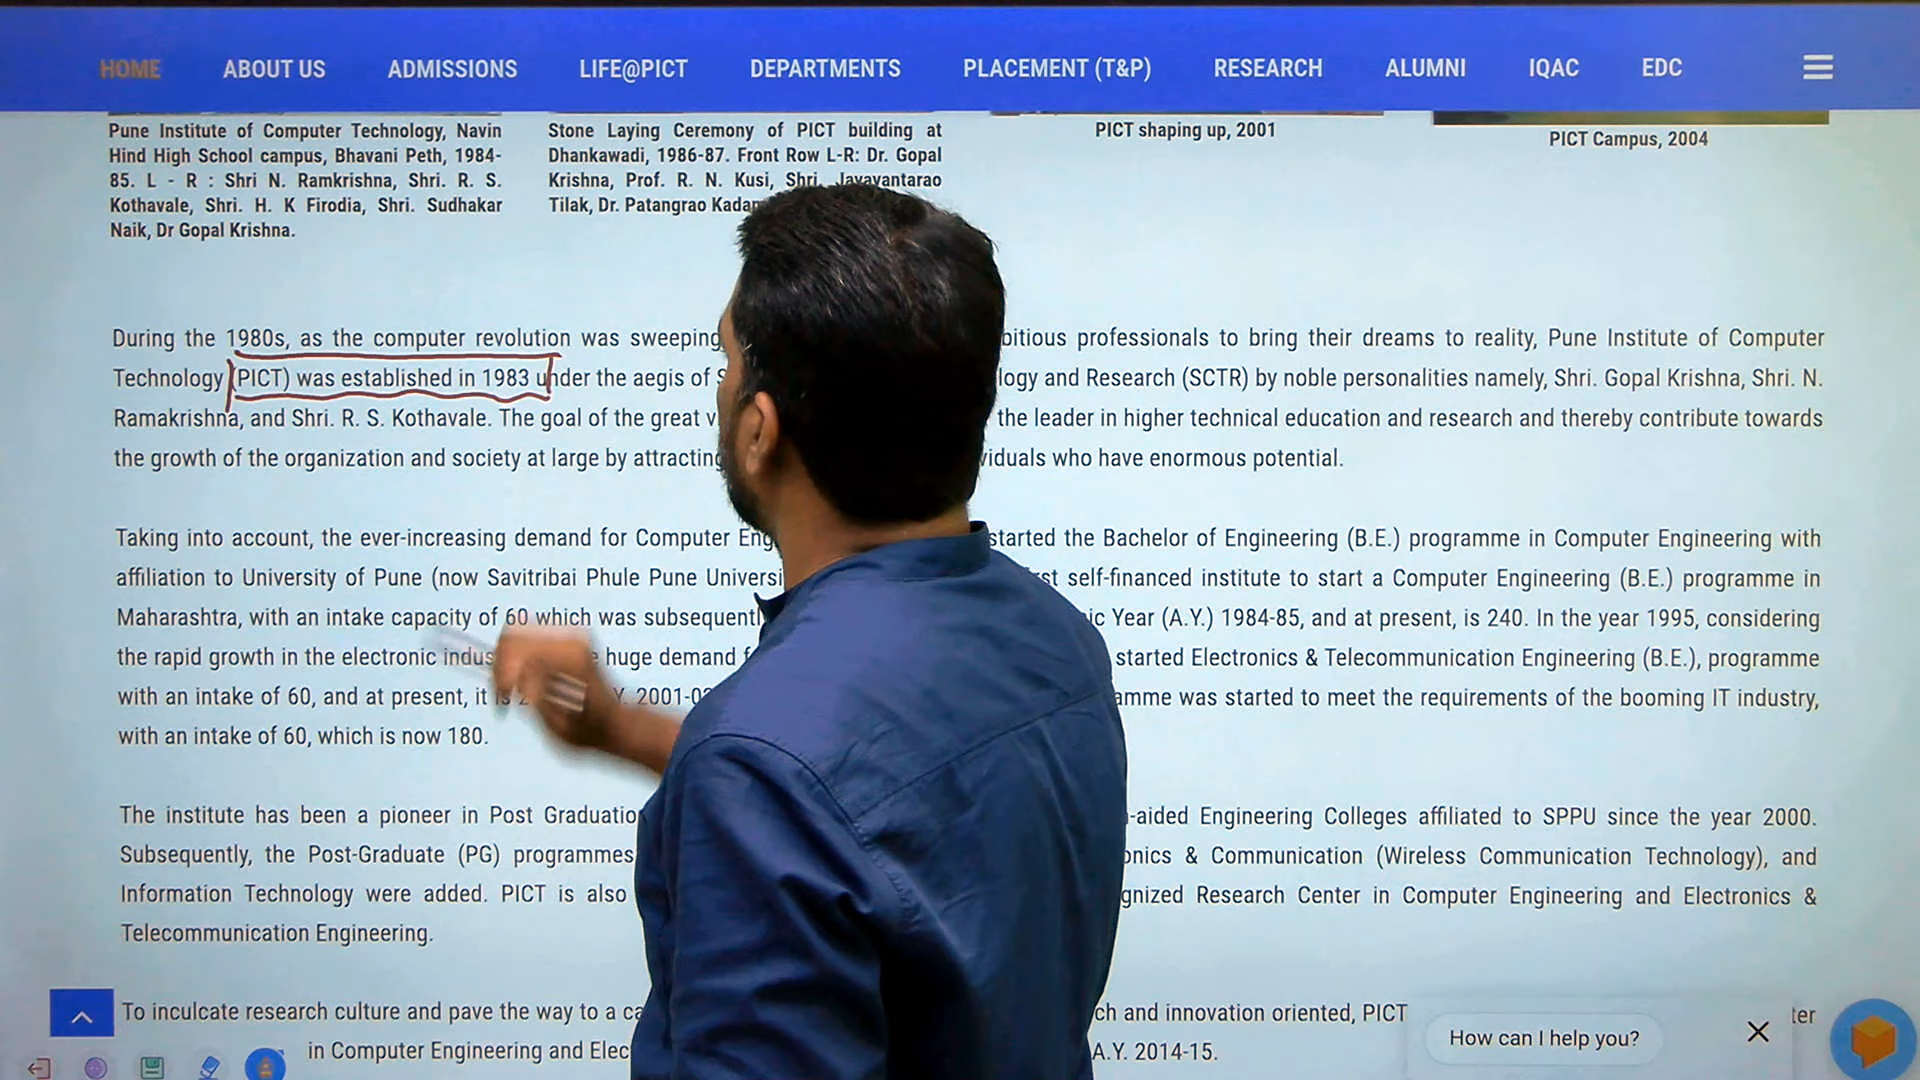 HOME ABOUT US ADMISSIONS LIFE@PICT DEPARTMENTS PLACEMENT (T&P) RESEARCH ALUMNI IQAC EDC
Pune Institute of Computer Technology, Navin
Hind High School campus, Bhavani Peth, 1984-
85. L - R : Shri N. Ramkrishna, Shri. R. S.
Kothavale, Shri. H. K Firodia, Shri. Sudhakar
Naik, Dr Gopal Krishna.
Stone Laying Ceremony of PICT building at
Dhankawadi, 1986-87. Front Row L-R: Dr. Gopal
Krishna, Prof. R. N. Kusi, Shri. Jayavantarao
Tilak, Dr. Patangrao
PICT shaping up, 2001
PICT Campus, 2004
During the 1980s, as the computer revolution was sweeping professionals to bring their dreams to reality, Pune Institute of Computer
Technology (PICT) was established in 1983 under the aegis of and Research (SCTR) by noble personalities namely, Shri. Gopal Krishna, Shri. N.
Ramakrishna, and Shri. R. S. Kothavale. The goal of the great the leader in higher technical education and research and thereby contribute towards
the growth of the organization and society at large by attracting who have enormous potential.
Taking into account, the ever-increasing demand for Computer started the Bachelor of Engineering (B.E.) programme in Computer Engineering with
affiliation to University of Pune (now Savitribai Phule Pune self-financed institute to start a Computer Engineering (B.E.) programme in
Maharashtra, with an intake capacity of 60 which was Year (A.Y.) 1984-85, and at present, is 240. In the year 1995, considering
the rapid growth in the electronic huge demand started Electronics & Telecommunication Engineering (B.E.), programme
with an intake of 60, and at present, it is was started to meet the requirements of the booming IT industry,
with an intake of 60, which is now 180.
The institute has been a pioneer in Post -aided Engineering Colleges affiliated to SPPU since the year 2000.
Subsequently, the Post-Graduate (PG) programmes & Communication (Wireless Communication Technology), and
Information Technology were added. PICT is also Research Center in Computer Engineering and Electronics &
Telecommunication Engineering.
To inculcate research culture and pave the way to a and innovation oriented, PICT
in Computer Engineering and A.Y. 2014-15.
How can I help you?